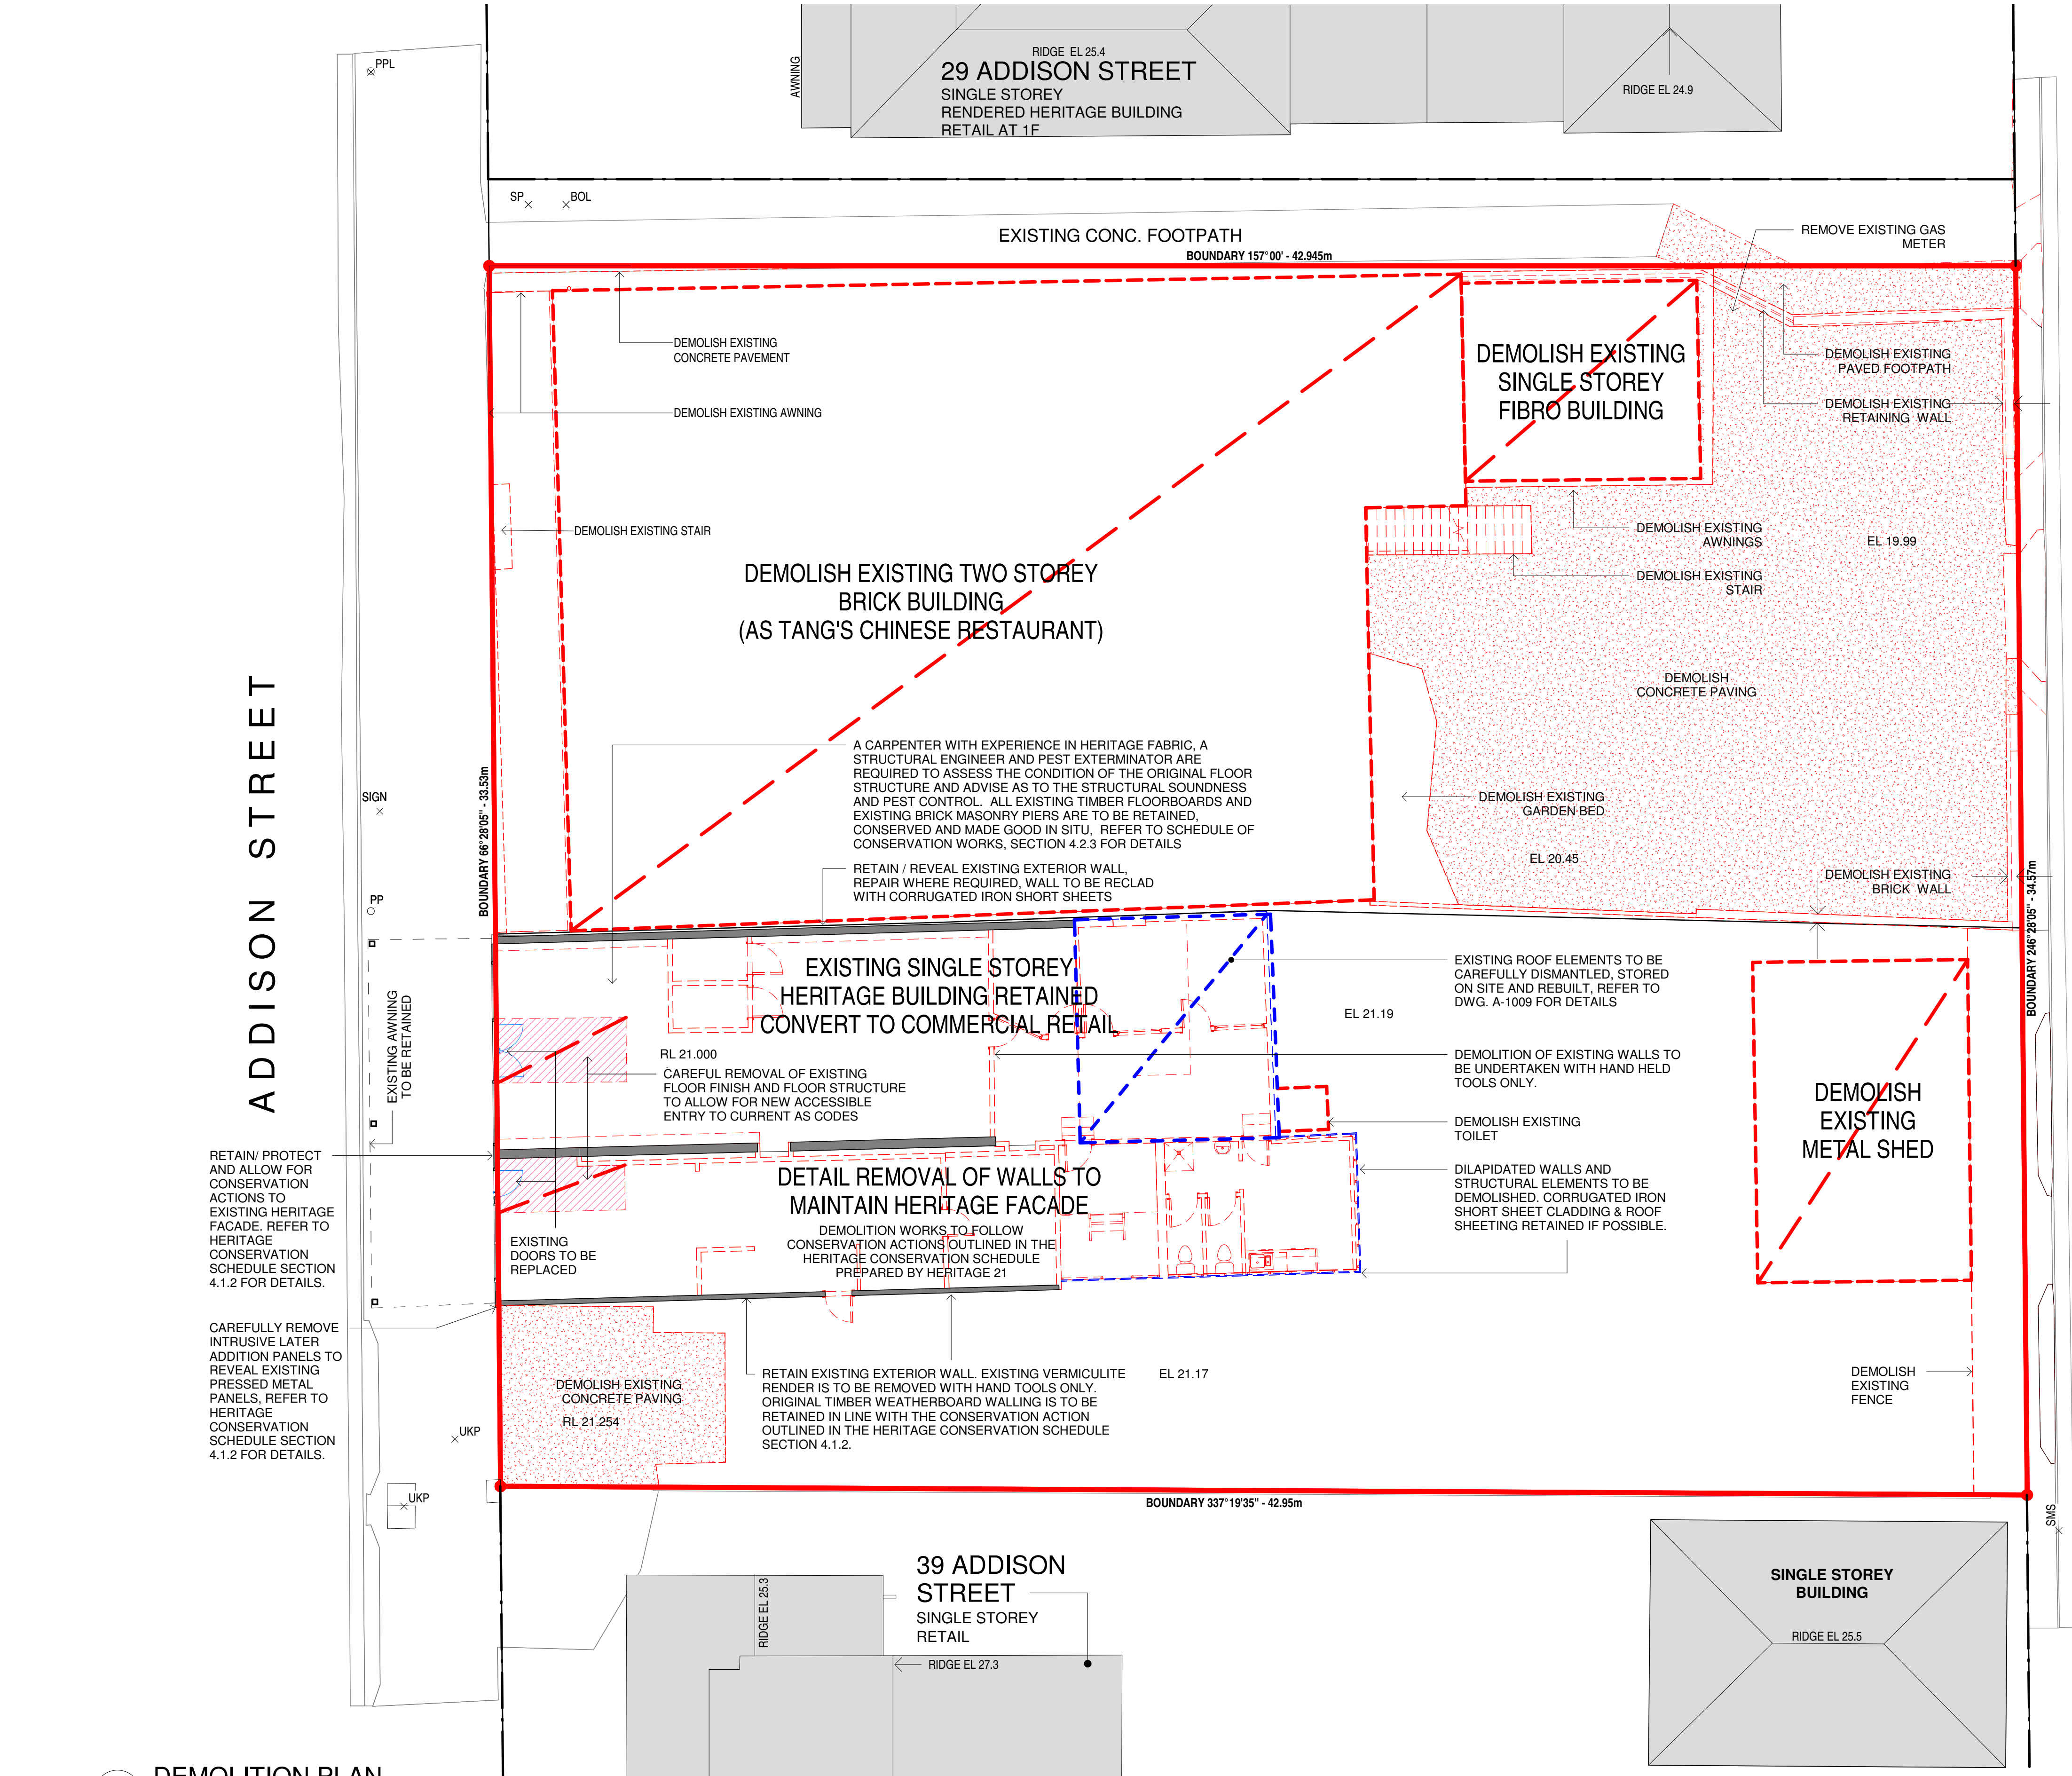 PPL
AWNING
RIDGE EL 25.4
29 ADDISON STREET
SINGLE STOREY
RENDERED HERITAGE BUILDING
RETAIL AT 1F
RIDGE EL 24.9
SP
BOL
EXISTING CONC. FOOTPATH
BOUNDARY 157°00' - 42.945m
REMOVE EXISTING GAS
METER
DEMOLISH EXISTING
CONCRETE PAVEMENT
DEMOLISH EXISTING AWNING
DEMOLISH EXISTING
SINGLE STOREY
FIBRO BUILDING
DEMOLISH EXISTING
PAVED FOOTPATH
DEMOLISH EXISTING
RETAINING WALL
DEMOLISH EXISTING STAIR
DEMOLISH EXISTING
AWNINGS
EL 19.99
DEMOLISH EXISTING
STAIR
DEMOLISH EXISTING TWO STOREY
BRICK BUILDING
(AS TANG'S CHINESE RESTAURANT)
DEMOLISH
CONCRETE PAVING
ADDISON STREET
SIGN
PP
BOUNDARY 66°28'05" - 33.53m
A CARPENTER WITH EXPERIENCE IN HERITAGE FABRIC, A
STRUCTURAL ENGINEER AND PEST EXTERMINATOR ARE
REQUIRED TO ASSESS THE CONDITION OF THE ORIGINAL FLOOR
STRUCTURE AND ADVISE AS TO THE STRUCTURAL SOUNDNESS
AND PEST CONTROL. ALL EXISTING TIMBER FLOORBOARDS AND
EXISTING BRICK MASONRY PIERS ARE TO BE RETAINED,
CONSERVED AND MADE GOOD IN SITU, REFER TO SCHEDULE OF
CONSERVATION WORKS, SECTION 4.2.3 FOR DETAILS
RETAIN / REVEAL EXISTING EXTERIOR WALL,
REPAIR WHERE REQUIRED, WALL TO BE RECLAD
WITH CORRUGATED IRON SHORT SHEETS
DEMOLISH EXISTING
GARDEN BED
EL 20.45
DEMOLISH EXISTING
BRICK WALL
BOUNDARY 246°28'05" - 34.57m
EXISTING AWNING
TO BE RETAINED
EXISTING SINGLE STOREY
HERITAGE BUILDING RETAINED
CONVERT TO COMMERCIAL RETAIL
EXISTING ROOF ELEMENTS TO BE
CAREFULLY DISMANTLED, STORED
ON SITE AND REBUILT, REFER TO
DWG. A-1009 FOR DETAILS
EL 21.19
RL 21.000
CAREFUL REMOVAL OF EXISTING
FLOOR FINISH AND FLOOR STRUCTURE
TO ALLOW FOR NEW ACCESSIBLE
ENTRY TO CURRENT AS CODES
DEMOLITION OF EXISTING WALLS TO
BE UNDERTAKEN WITH HAND HELD
TOOLS ONLY.
DEMOLISH EXISTING
TOILET
DEMOLISH
EXISTING
METAL SHED
RETAIN/ PROTECT
AND ALLOW FOR
CONSERVATION
ACTIONS TO
EXISTING HERITAGE
FACADE. REFER TO
HERITAGE
CONSERVATION
SCHEDULE SECTION
4.1.2 FOR DETAILS.
DETAIL REMOVAL OF WALLS TO
MAINTAIN HERITAGE FACADE
DEMOLITION WORKS TO FOLLOW
CONSERVATION ACTIONS OUTLINED IN THE
HERITAGE CONSERVATION SCHEDULE
PREPARED BY HERITAGE 21
DILAPIDATED WALLS AND
STRUCTURAL ELEMENTS TO BE
DEMOLISHED. CORRUGATED IRON
SHORT SHEET CLADDING & ROOF
SHEETING RETAINED IF POSSIBLE.
EXISTING
DOORS TO BE
REPLACED
CAREFULLY REMOVE
INTRUSIVE LATER
ADDITION PANELS TO
REVEAL EXISTING
PRESSED METAL
PANELS, REFER TO
HERITAGE
CONSERVATION
SCHEDULE SECTION
4.1.2 FOR DETAILS.
DEMOLISH EXISTING
CONCRETE PAVING
RL 21.254
RETAIN EXISTING EXTERIOR WALL. EXISTING VERMICULITE
RENDER IS TO BE REMOVED WITH HAND TOOLS ONLY.
ORIGINAL TIMBER WEATHERBOARD WALLING IS TO BE
RETAINED IN LINE WITH THE CONSERVATION ACTION
OUTLINED IN THE HERITAGE CONSERVATION SCHEDULE
SECTION 4.1.2.
EL 21.17
DEMOLISH
EXISTING
FENCE
UKP
UKP
BOUNDARY 337°19'35" - 42.95m
SMS
39 ADDISON
STREET
SINGLE STOREY
RETAIL
RIDGE EL 25.3
RIDGE EL 27.3
SINGLE STOREY
BUILDING
RIDGE EL 25.5
DEMOLITION PLAN